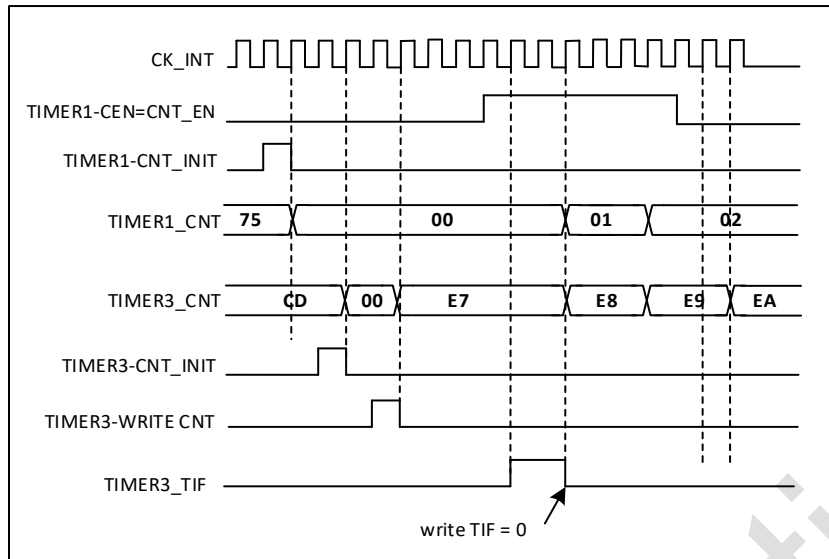 CK_INT
TIMER1-CEN=CNT_EN
TIMER1-CNT_INIT
TIMER1_CNT 75 00 01 02
TIMER3_CNT CD 00 E7 E8 E9 EA
TIMER3-CNT_INIT
TIMER3-WRITE CNT
TIMER3_TIF
write TIF = 0